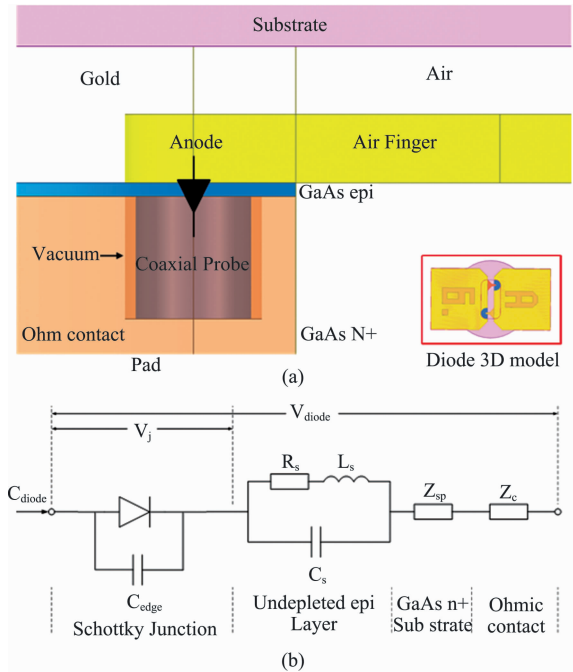 Substrate
Gold
Air
Anode
Air Finger
GaAs epi
Vacuum
Coaxial Probe
Ohm contact
GaAs N+
Pad
Diode 3D model
(a)
V_diode
V_j
C_diode
R_s
L_s
Z_sp
Z_c
C_edge
C_s
Schottky Junction
Undepleted epi
Layer
GaAs n+
Sub strate
Ohmic
contact
(b)